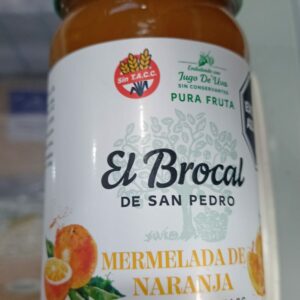 Sin T.A.C.C.
Endulzada con
Jugo De Uva
SIN CONSERVANTES
PURA FRUTA
El Brocal
DE SAN PEDRO
MERMELADA DE
NARANJA